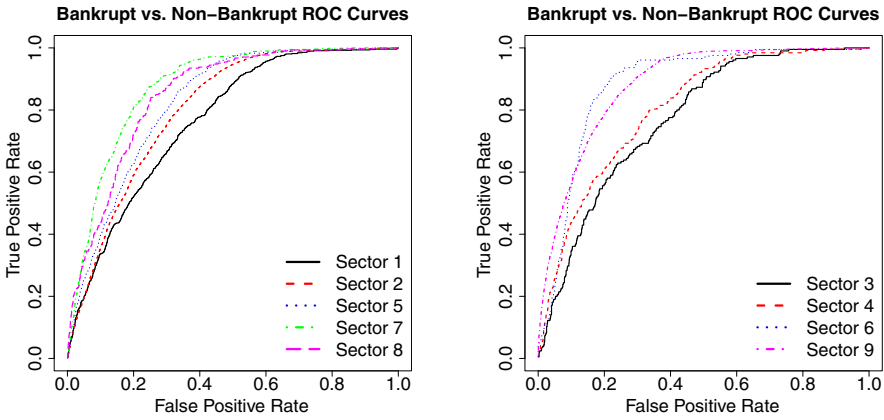 Bankrupt vs. Non−Bankrupt ROC Curves
True Positive Rate
1.0
0.8
0.6
0.4
0.2
0.0
Sector 1
Sector 2
Sector 5
Sector 7
Sector 8
0.0 0.2 0.4 0.6 0.8 1.0
False Positive Rate
Bankrupt vs. Non−Bankrupt ROC Curves
True Positive Rate
1.0
0.8
0.6
0.4
0.2
0.0
Sector 3
Sector 4
Sector 6
Sector 9
0.0 0.2 0.4 0.6 0.8 1.0
False Positive Rate